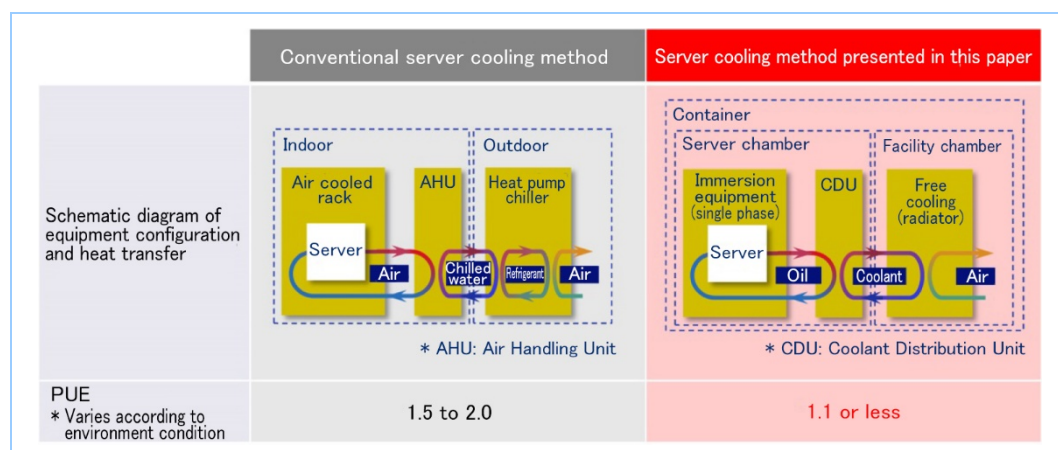 Conventional server cooling method
Server cooling method presented in this paper
Schematic diagram of
equipment configuration
and heat transfer
Indoor
Outdoor
Air cooled
rack
AHU
Heat pump
chiller
Server
Air
Chilled
water
Refrigerant
Air
* AHU: Air Handling Unit
Container
Server chamber
Facility chamber
Immersion
equipment
(single phase)
CDU
Free
cooling
(radiator)
Server
Oil
Coolant
Air
* CDU: Coolant Distribution Unit
PUE
* Varies according to
environment condition
1.5 to 2.0
1.1 or less